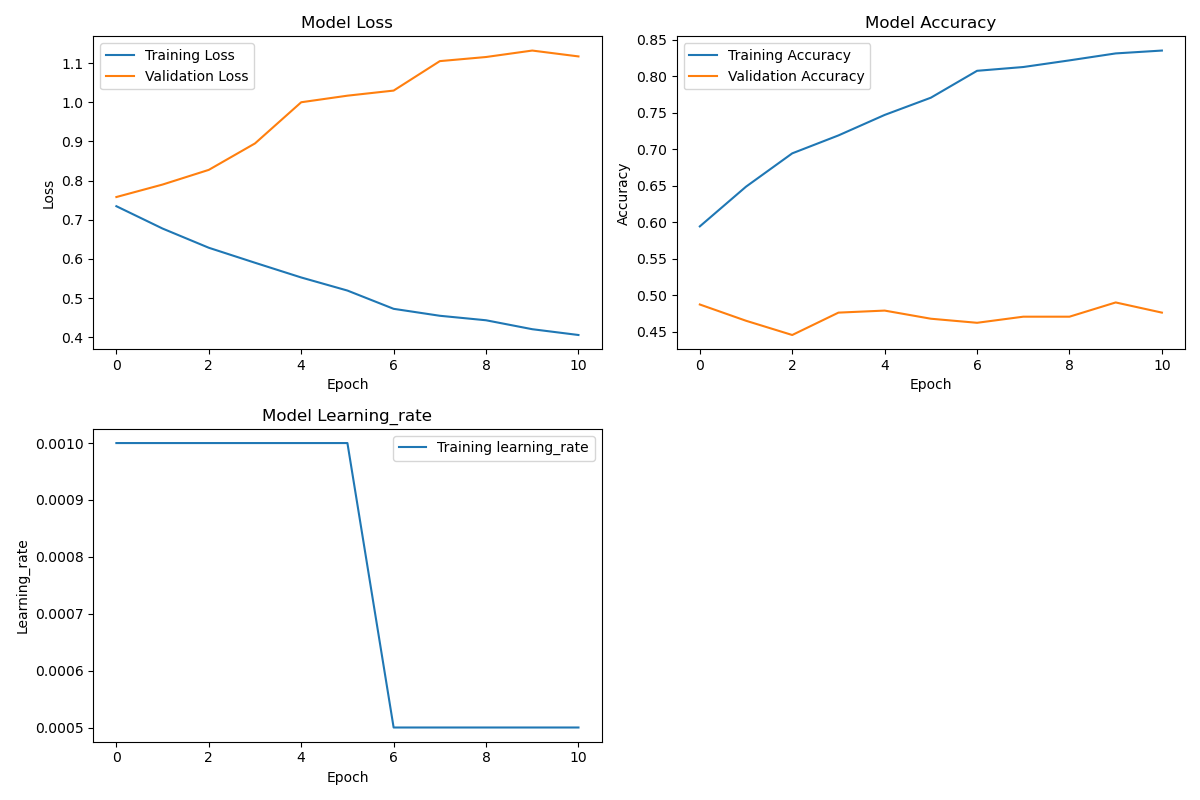 Model Loss
Training Loss
Validation Loss
1.1
1.0
0.9
0.8
0.7
0.6
0.5
0.4
Loss
0 2 4 6 8 10
Epoch
Model Accuracy
Training Accuracy
Validation Accuracy
0.85
0.80
0.75
0.70
0.65
0.60
0.55
0.50
0.45
Accuracy
0 2 4 6 8 10
Epoch
Model Learning_rate
Training learning_rate
0.0010
0.0009
0.0008
0.0007
0.0006
0.0005
Learning_rate
0 2 4 6 8 10
Epoch